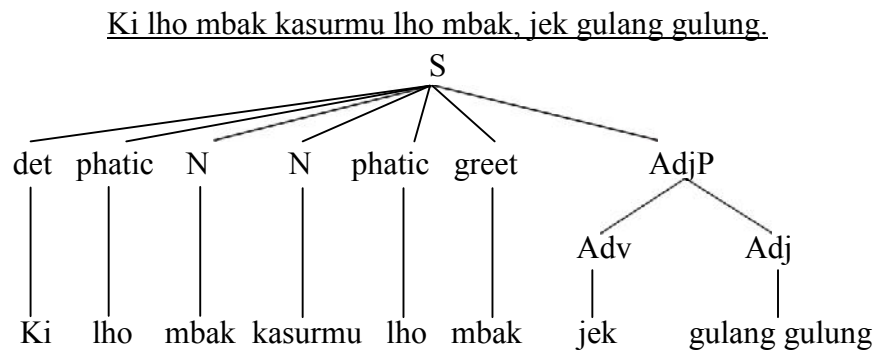 Ki lho mbak kasurmu lho mbak, jek gulang gulung.
S
det phatic N N phatic greet AdjP
Adv Adj
Ki lho mbak kasurmu lho mbak jek gulang gulung